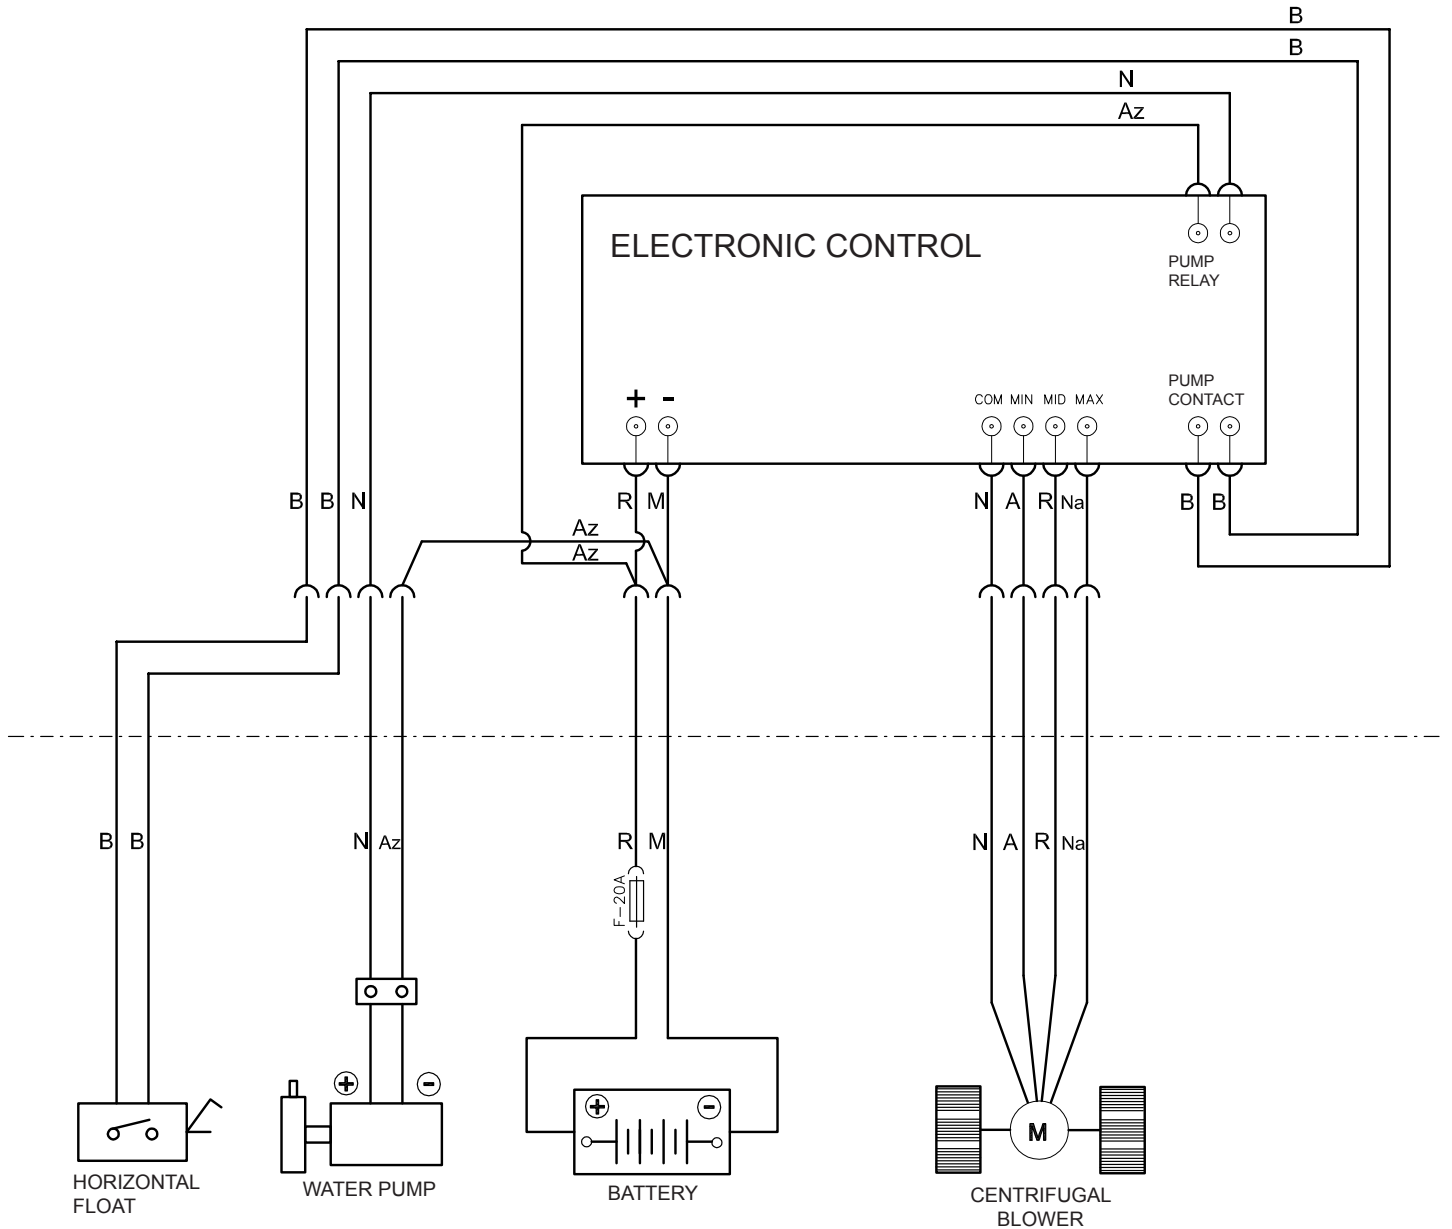 B
B
N
Az
ELECTRONIC CONTROL
PUMP
RELAY
PUMP
CONTACT
+ -
COM MIN MID MAX
B B N
R M
N A R Na
B B
Az
Az
B B
N Az
R M
N A R Na
F-20A
+ -
+ -
M
HORIZONTAL
FLOAT
WATER PUMP
BATTERY
CENTRIFUGAL
BLOWER